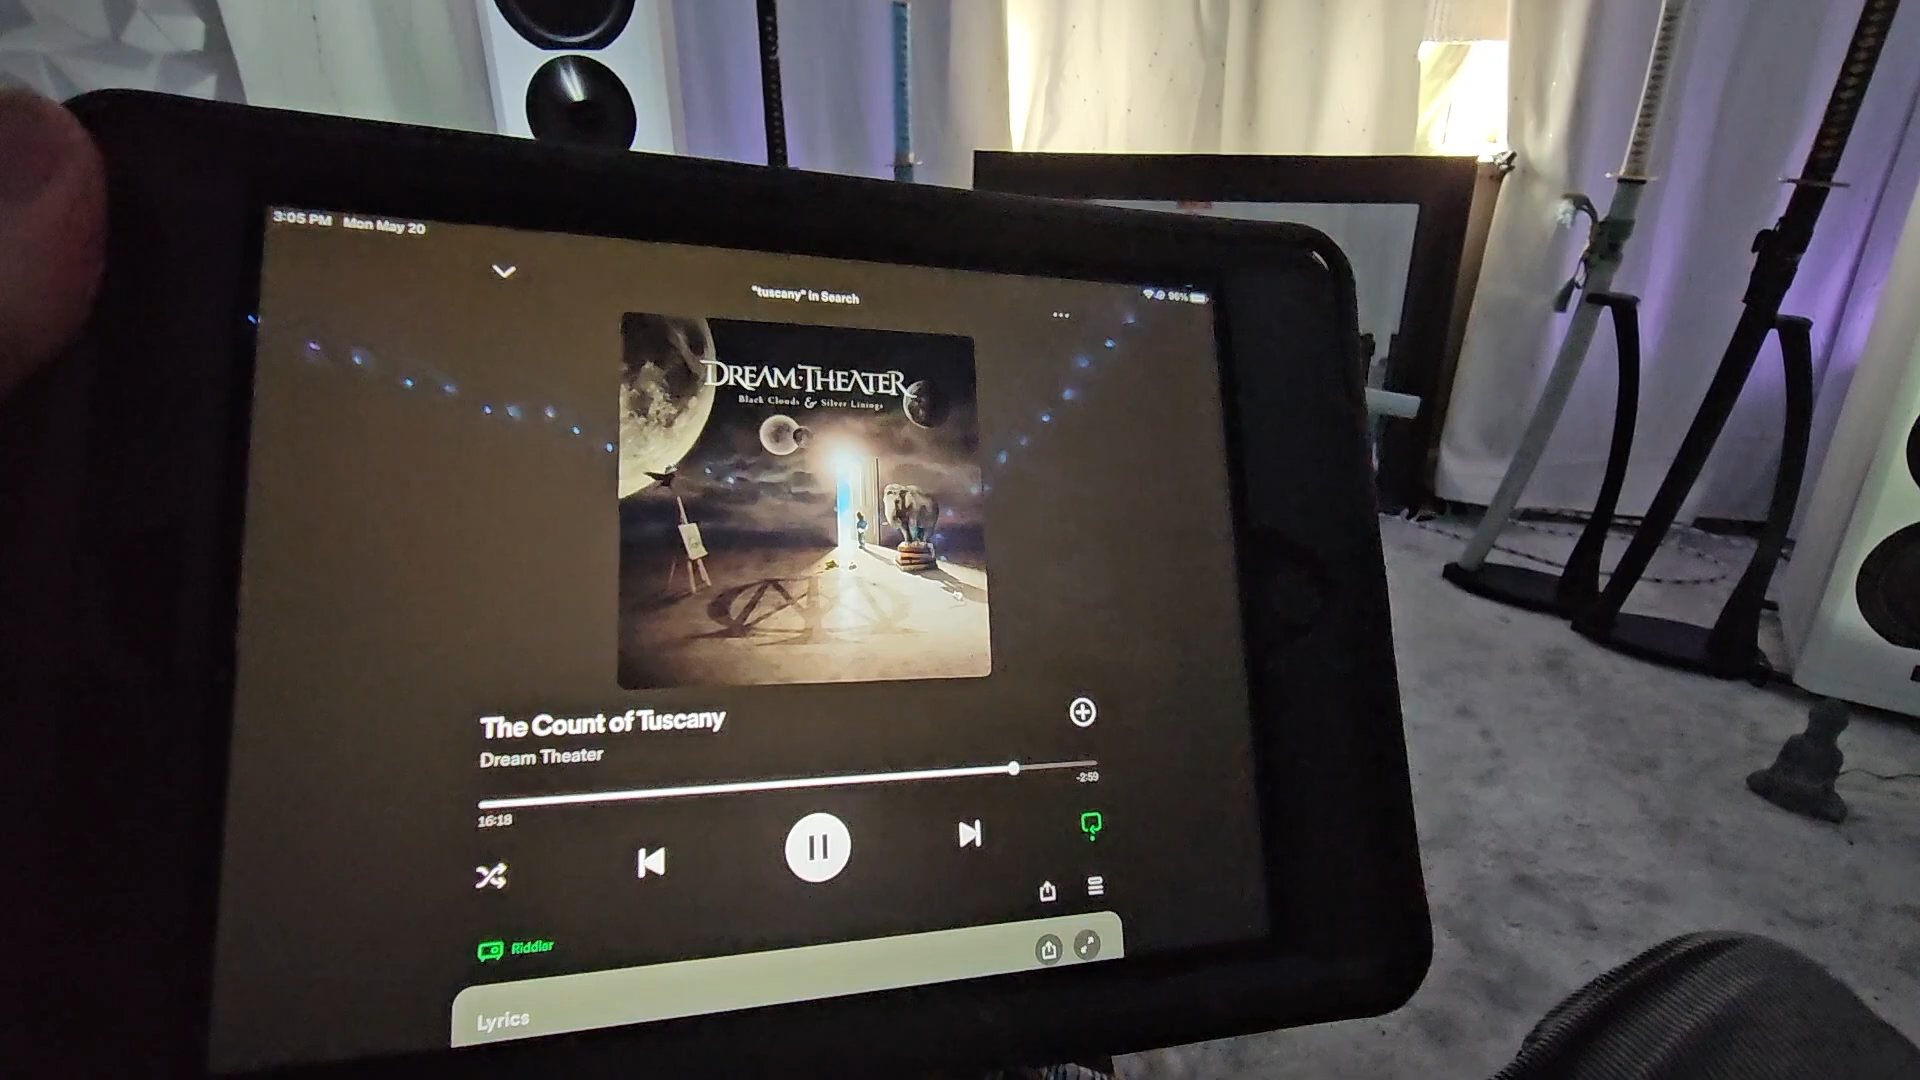 3:05 PM Mon May 20
96%
"tuscany" in Search
DREAM THEATER
Black Clouds & Silver Linings
The Count of Tuscany
Dream Theater
16:18
-2:59
Riddler
Lyrics